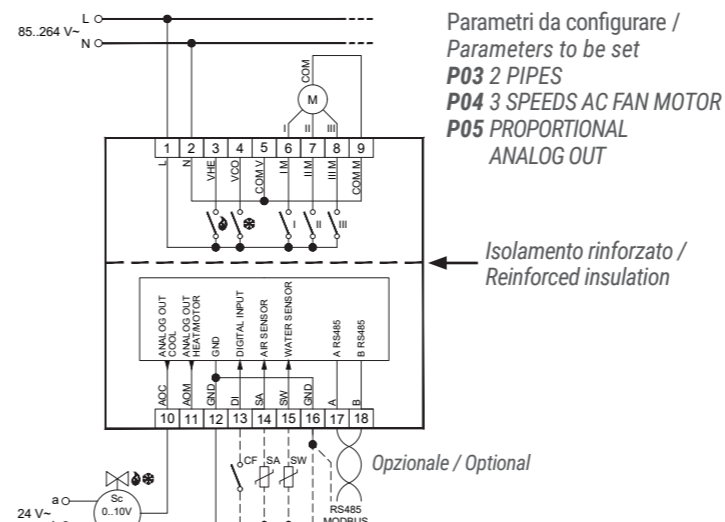 L
85..264 V~
N
Parametri da configurare /
Parameters to be set
P03 2 PIPES
P04 3 SPEEDS AC FAN MOTOR
P05 PROPORTIONAL
ANALOG OUT
COM
M
I II III
1 2 3 4 5 6 7 8 9
L N VHE VCO COM V I M II M III M COM M
I II III
Isolamento rinforzato /
Reinforced insulation
ANALOG OUT
COOL
ANALOG OUT
HEAT/MOTOR
GND
DIGITAL INPUT
AIR SENSOR
WATER SENSOR
A RS485
B RS485
AOC AOM GND DI SA SW GND A B
10 11 12 13 14 15 16 17 18
CF SA SW
Opzionale / Optional
a
Sc
0..10V
24 V~
RS485
MODBUS